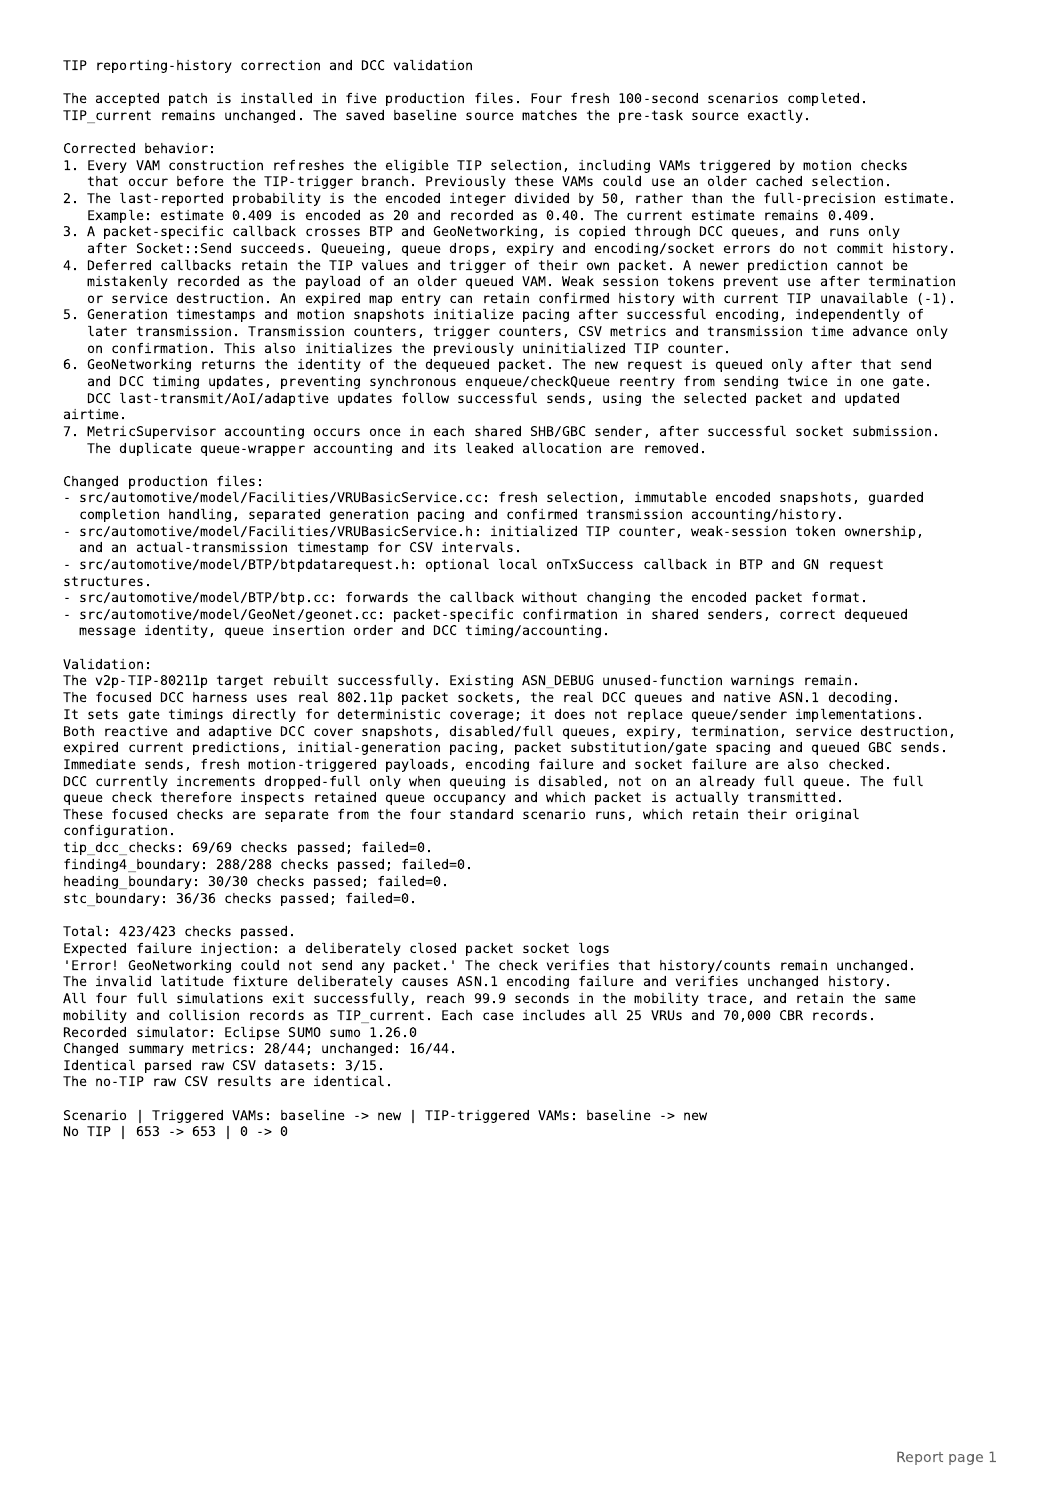 TIP reporting-history correction and DCC validation
The accepted patch is installed in five production files. Four fresh 100-second scenarios completed.
TIP_current remains unchanged. The saved baseline source matches the pre-task source exactly.
Corrected behavior:
1. Every VAM construction refreshes the eligible TIP selection, including VAMs triggered by motion checks
that occur before the TIP-trigger branch. Previously these VAMs could use an older cached selection.
2. The last-reported probability is the encoded integer divided by 50, rather than the full-precision estimate.
Example: estimate 0.409 is encoded as 20 and recorded as 0.40. The current estimate remains 0.409.
3. A packet-specific callback crosses BTP and GeoNetworking, is copied through DCC queues, and runs only
after Socket::Send succeeds. Queueing, queue drops, expiry and encoding/socket errors do not commit history.
4. Deferred callbacks retain the TIP values and trigger of their own packet. A newer prediction cannot be
mistakenly recorded as the payload of an older queued VAM. Weak session tokens prevent use after termination
or service destruction. An expired map entry can retain confirmed history with current TIP unavailable (-1).
5. Generation timestamps and motion snapshots initialize pacing after successful encoding, independently of
later transmission. Transmission counters, trigger counters, CSV metrics and transmission time advance only
on confirmation. This also initializes the previously uninitialized TIP counter.
6. GeoNetworking returns the identity of the dequeued packet. The new request is queued only after that send
and DCC timing updates, preventing synchronous enqueue/checkQueue reentry from sending twice in one gate.
DCC last-transmit/AoI/adaptive updates follow successful sends, using the selected packet and updated
airtime.
7. MetricSupervisor accounting occurs once in each shared SHB/GBC sender, after successful socket submission.
The duplicate queue-wrapper accounting and its leaked allocation are removed.
Changed production files:
- src/automotive/model/Facilities/VRUBasicService.cc: fresh selection, immutable encoded snapshots, guarded
completion handling, separated generation pacing and confirmed transmission accounting/history.
- src/automotive/model/Facilities/VRUBasicService.h: initialized TIP counter, weak-session token ownership,
and an actual-transmission timestamp for CSV intervals.
- src/automotive/model/BTP/btpdatarequest.h: optional local onTxSuccess callback in BTP and GN request
structures.
- src/automotive/model/BTP/btp.cc: forwards the callback without changing the encoded packet format.
- src/automotive/model/GeoNet/geonet.cc: packet-specific confirmation in shared senders, correct dequeued
message identity, queue insertion order and DCC timing/accounting.
Validation:
The v2p-TIP-80211p target rebuilt successfully. Existing ASN_DEBUG unused-function warnings remain.
The focused DCC harness uses real 802.11p packet sockets, the real DCC queues and native ASN.1 decoding.
It sets gate timings directly for deterministic coverage; it does not replace queue/sender implementations.
Both reactive and adaptive DCC cover snapshots, disabled/full queues, expiry, termination, service destruction,
expired current predictions, initial-generation pacing, packet substitution/gate spacing and queued GBC sends.
Immediate sends, fresh motion-triggered payloads, encoding failure and socket failure are also checked.
DCC currently increments dropped-full only when queuing is disabled, not on an already full queue. The full
queue check therefore inspects retained queue occupancy and which packet is actually transmitted.
These focused checks are separate from the four standard scenario runs, which retain their original
configuration.
tip_dcc_checks: 69/69 checks passed; failed=0.
finding4_boundary: 288/288 checks passed; failed=0.
heading_boundary: 30/30 checks passed; failed=0.
stc_boundary: 36/36 checks passed; failed=0.
Total: 423/423 checks passed.
Expected failure injection: a deliberately closed packet socket logs
'Error! GeoNetworking could not send any packet.' The check verifies that history/counts remain unchanged.
The invalid latitude fixture deliberately causes ASN.1 encoding failure and verifies unchanged history.
All four full simulations exit successfully, reach 99.9 seconds in the mobility trace, and retain the same
mobility and collision records as TIP_current. Each case includes all 25 VRUs and 70,000 CBR records.
Recorded simulator: Eclipse SUMO sumo 1.26.0
Changed summary metrics: 28/44; unchanged: 16/44.
Identical parsed raw CSV datasets: 3/15.
The no-TIP raw CSV results are identical.
Scenario | Triggered VAMs: baseline -> new | TIP-triggered VAMs: baseline -> new
No TIP | 653 -> 653 | 0 -> 0
Report page 1